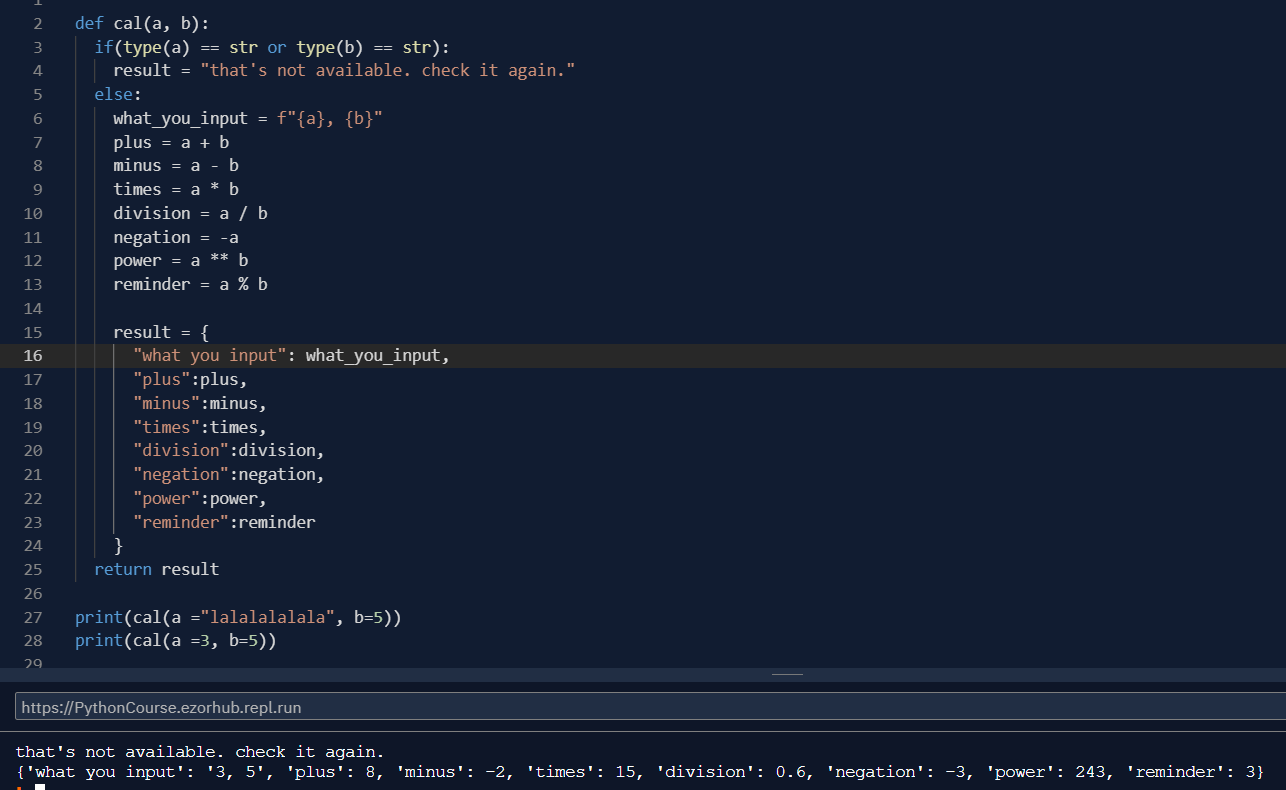 1
2 def cal(a, b):
3 if(type(a) == str or type(b) == str):
4 result = "that's not available. check it again."
5 else:
6 what_you_input = f"{a}, {b}"
7 plus = a + b
8 minus = a - b
9 times = a * b
10 division = a / b
11 negation = -a
12 power = a ** b
13 reminder = a % b
14
15 result = {
16 "what you input": what_you_input,
17 "plus":plus,
18 "minus":minus,
19 "times":times,
20 "division":division,
21 "negation":negation,
22 "power":power,
23 "reminder":reminder
24 }
25 return result
26
27 print(cal(a ="lalalalalala", b=5))
28 print(cal(a =3, b=5))
29
https://PythonCourse.ezorhub.repl.run
that's not available. check it again.
{'what you input': '3, 5', 'plus': 8, 'minus': -2, 'times': 15, 'division': 0.6, 'negation': -3, 'power': 243, 'reminder': 3}